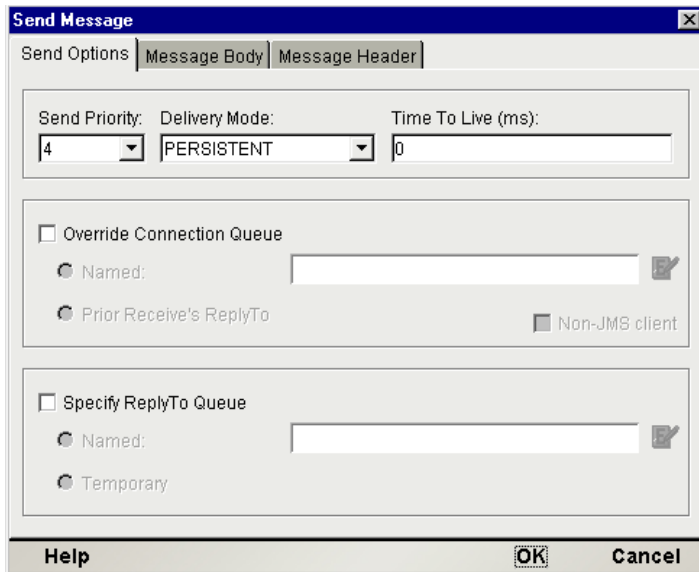 Send Message
Send Options Message Body Message Header
Send Priority: Delivery Mode: Time To Live (ms):
4 PERSISTENT 0
Override Connection Queue
Named:
Prior Receive's ReplyTo
Non-JMS client
Specify ReplyTo Queue
Named:
Temporary
Help OK Cancel